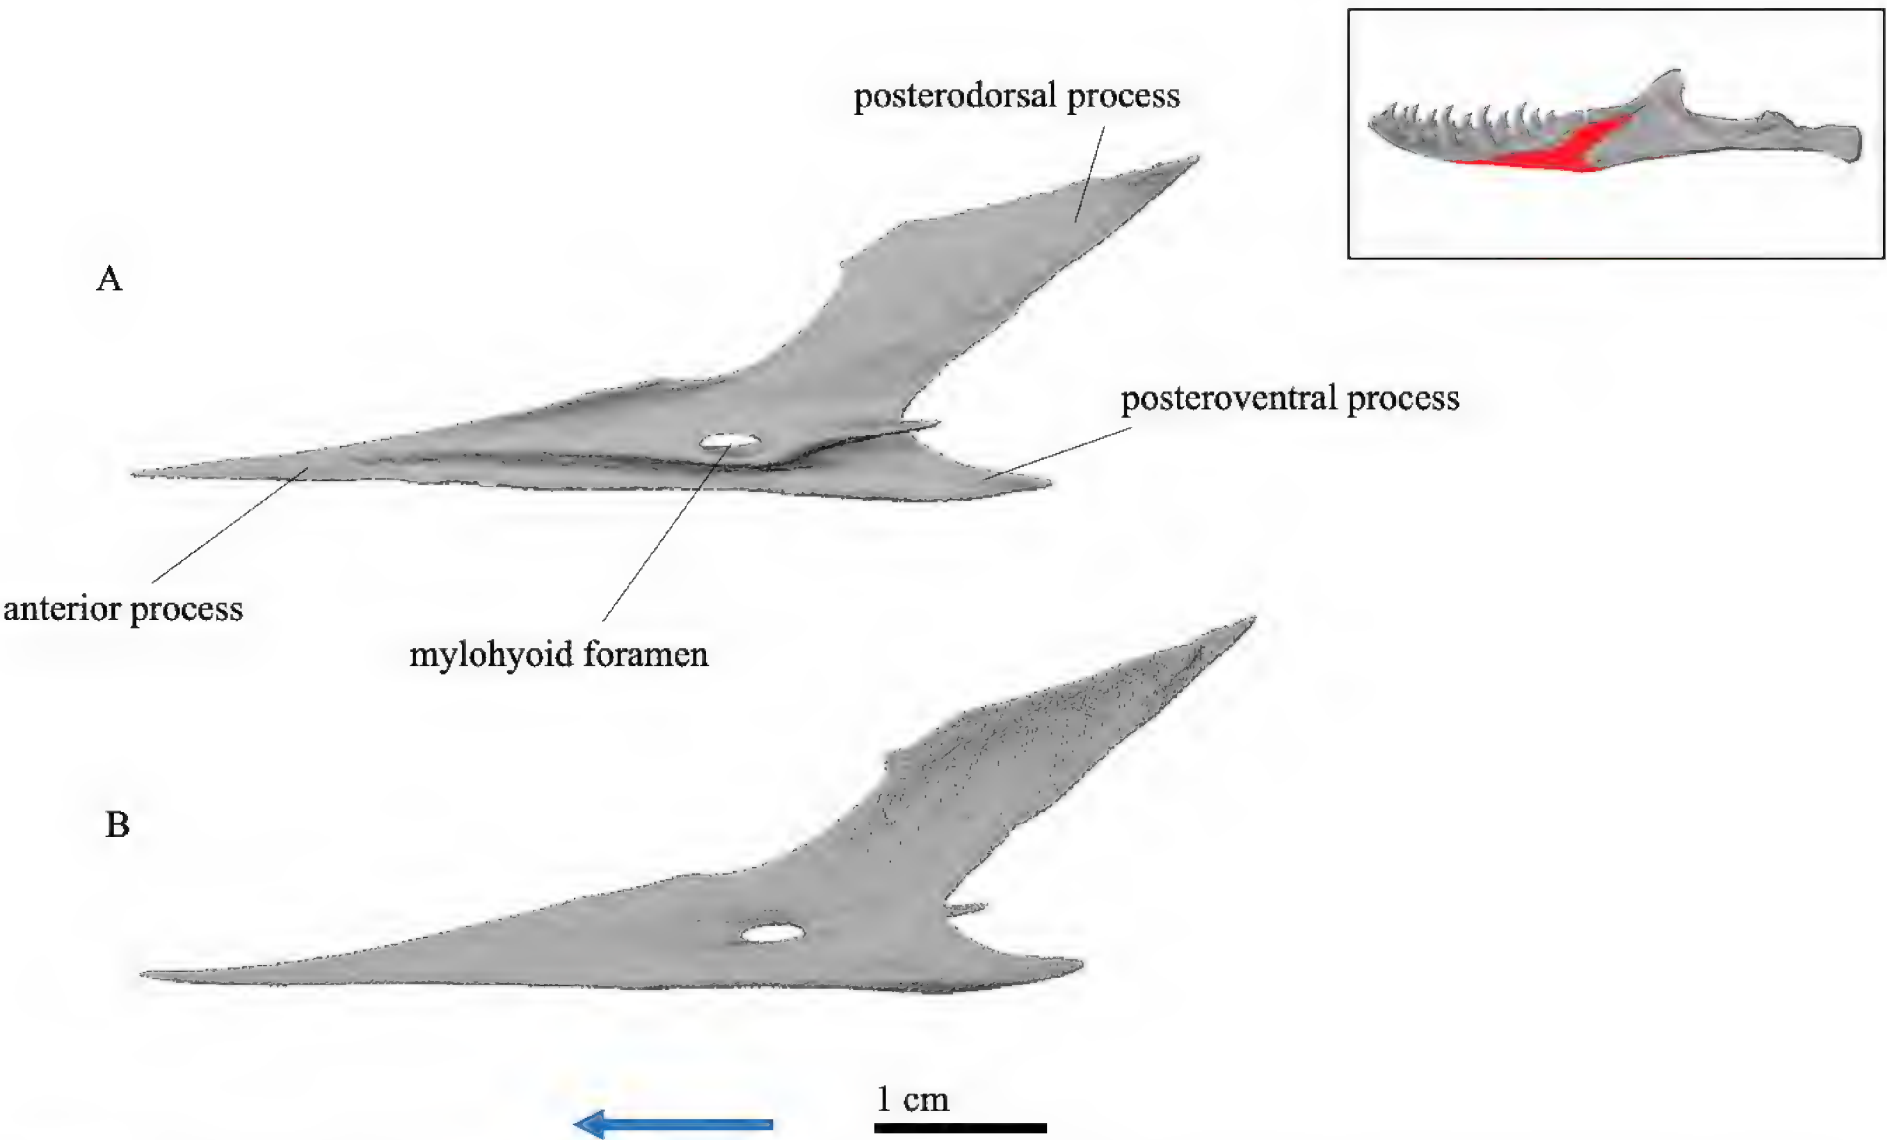 posterodorsal process
A
posteroventral process
anterior process
mylohyoid foramen
B
1 cm